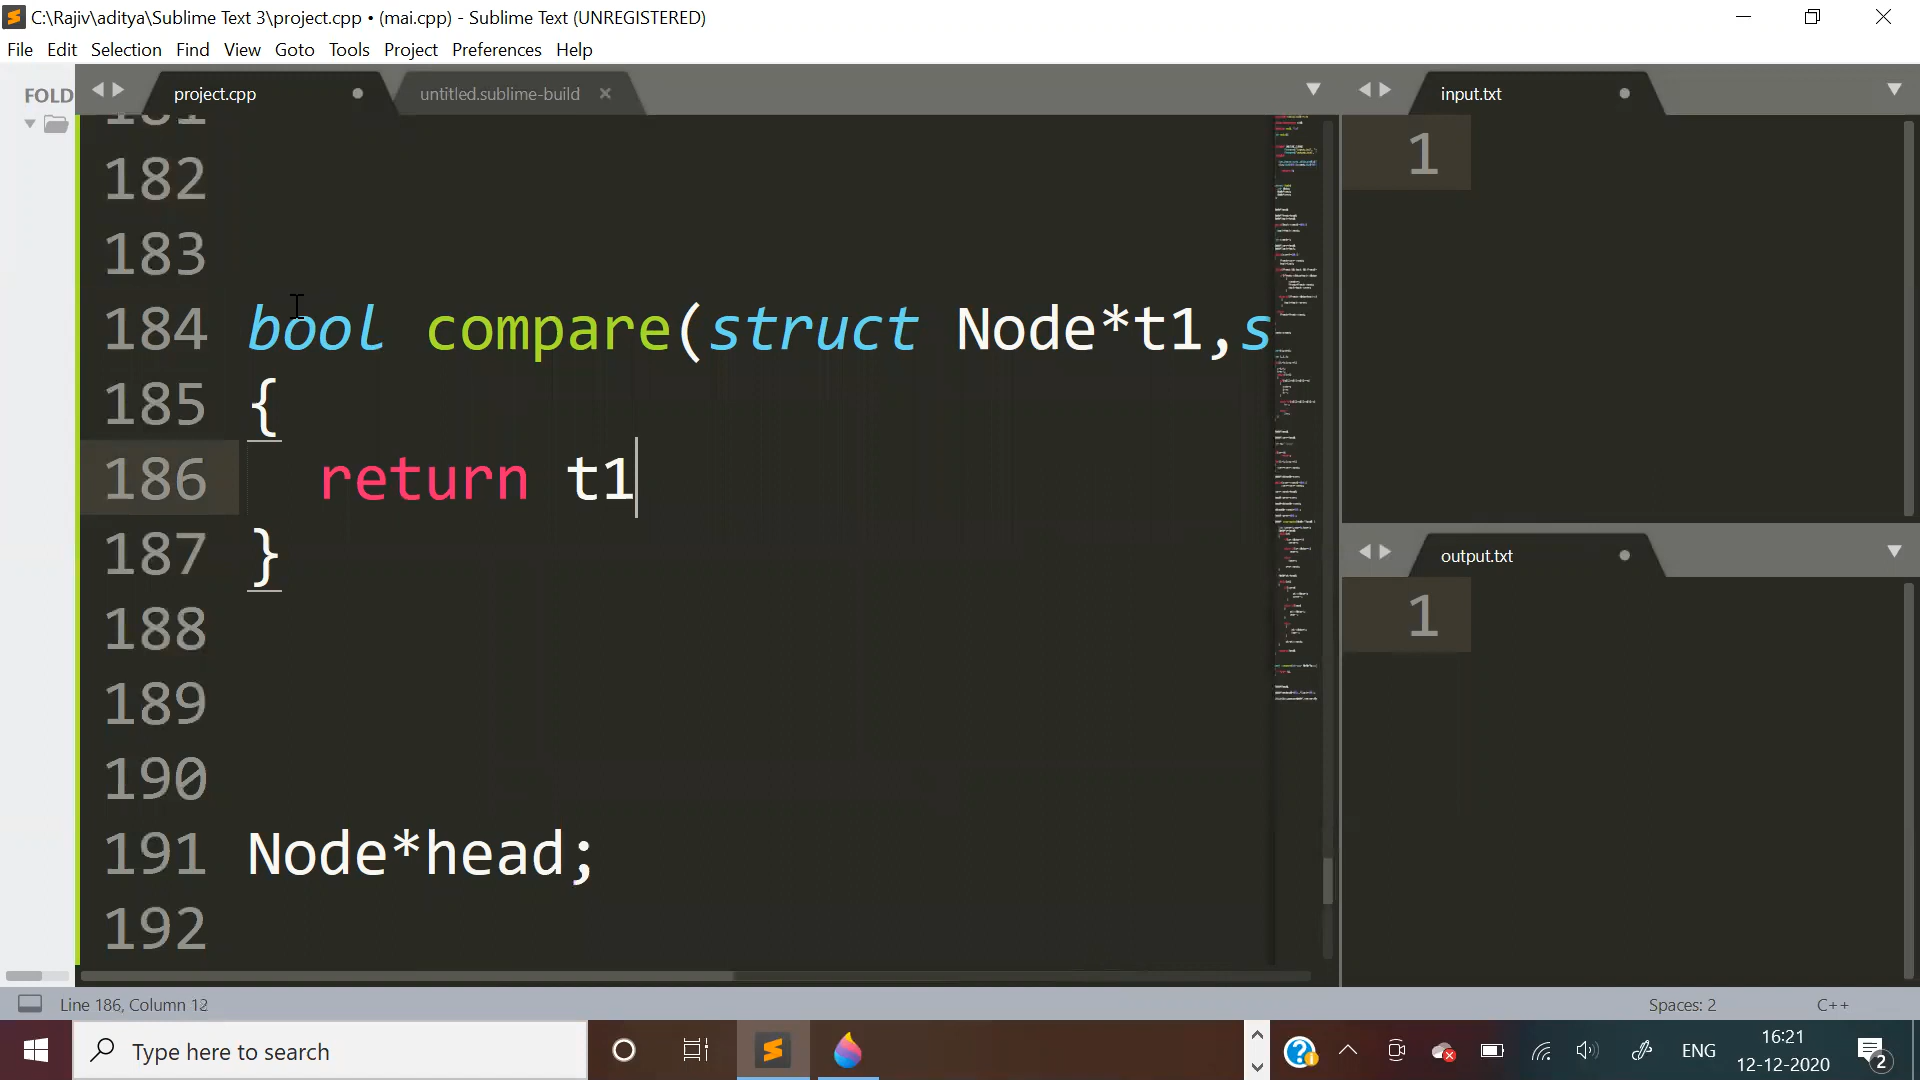 C:\Rajiv\aditya\Sublime Text 3\project.cpp • (mai.cpp) - Sublime Text (UNREGISTERED)
File Edit Selection Find View Goto Tools Project Preferences Help
FOLD
project.cpp
untitled.sublime-build
input.txt
1
181
182
183
184 bool compare(struct Node*t1,s
185 {
186 return t1
187 }
188
189
190
191 Node*head;
192
output.txt
1
Line 186, Column 12
Spaces: 2
C++
Type here to search
ENG
16:21
12-12-2020
2